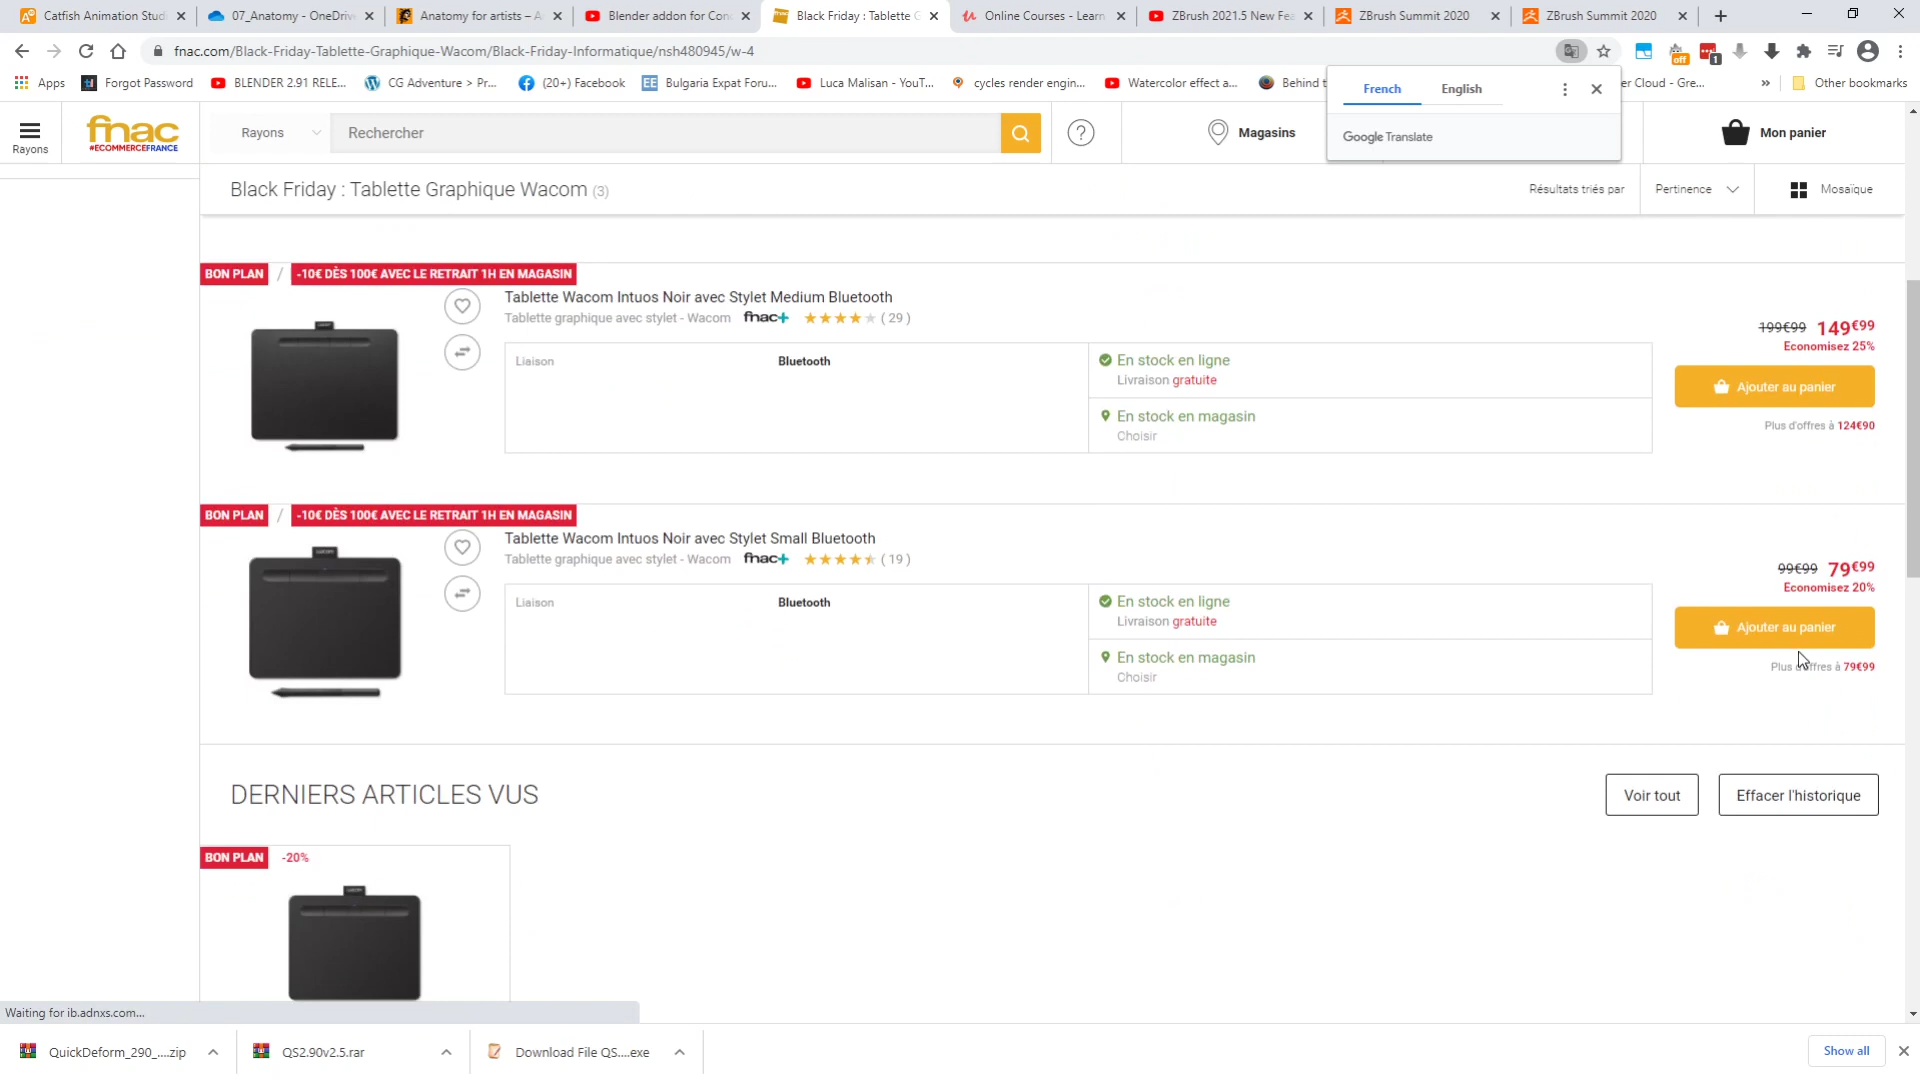 Catfish Animation Stud
07_Anatomy - OneDriv
Anatomy for artists – A
Blender addon for Con
Black Friday : Tablette G
Online Courses - Learn
ZBrush 2021.5 New Fea
ZBrush Summit 2020
ZBrush Summit 2020
fnac.com/Black-Friday-Tablette-Graphique-Wacom/Black-Friday-Informatique/nsh480945/w-4
off
1
Apps
Forgot Password
BLENDER 2.91 RELE...
CG Adventure > Pr...
(20+) Facebook
EE
Bulgaria Expat Foru...
Luca Malisan - YouT...
cycles render engin...
Watercolor effect a...
Behind t
er Cloud - Gre...
»
Other bookmarks
French
English
Google Translate
Rayons
fnac
#ECOMMERCEFRANCE
Rayons
Rechercher
?
Magasins
Mon panier
Black Friday : Tablette Graphique Wacom (3)
Résultats triés par
Pertinence
Mosaïque
BON PLAN / -10€ DÈS 100€ AVEC LE RETRAIT 1H EN MAGASIN
Tablette Wacom Intuos Noir avec Stylet Medium Bluetooth
Tablette graphique avec stylet - Wacom fnac+ ( 29 )
Liaison
Bluetooth
En stock en ligne
Livraison gratuite
En stock en magasin
Choisir
199€99 149€99
Economisez 25%
Ajouter au panier
Plus d'offres à 124€90
BON PLAN / -10€ DÈS 100€ AVEC LE RETRAIT 1H EN MAGASIN
Tablette Wacom Intuos Noir avec Stylet Small Bluetooth
Tablette graphique avec stylet - Wacom fnac+ ( 19 )
Liaison
Bluetooth
En stock en ligne
Livraison gratuite
En stock en magasin
Choisir
99€99 79€99
Economisez 20%
Ajouter au panier
Plus d'offres à 79€99
DERNIERS ARTICLES VUS
Voir tout
Effacer l'historique
BON PLAN -20%
Waiting for ib.adnxs.com...
QuickDeform_290_....zip
QS2.90v2.5.rar
Download File QS....exe
Show all